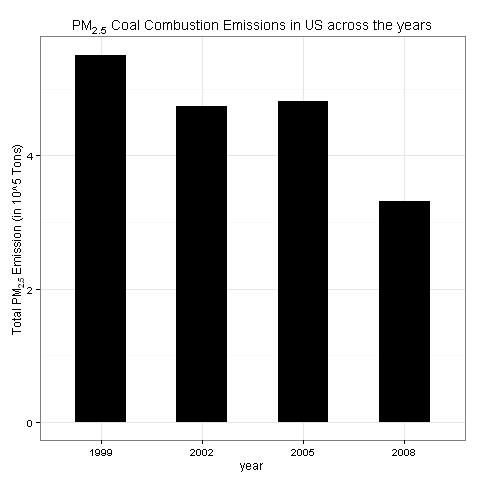 PM2.5 Coal Combustion Emissions in US across the years
Total PM2.5 Emission (in 10^5 Tons)
4
2
0
1999 2002 2005 2008
year